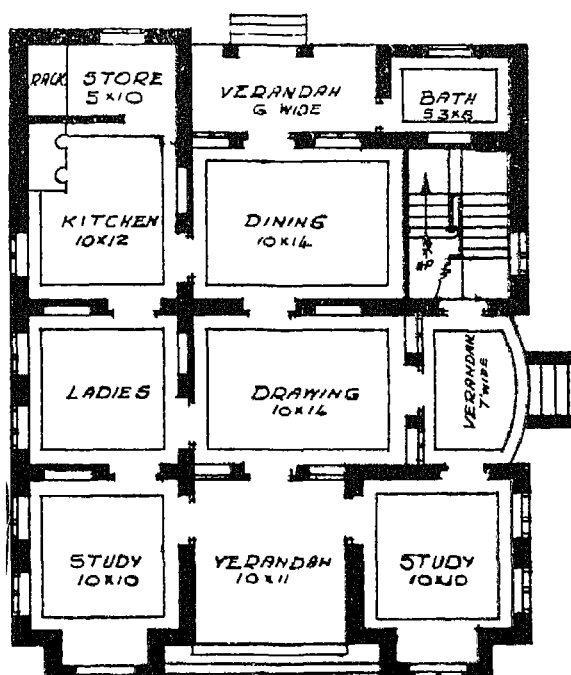 RACK
STORE
5×10
VERANDAH
6 WIDE
BATH
5.3×8
KITCHEN
10×12
DINING
10×14
UP
LADIES
DRAWING
10×14
VERANDAH
7' WIDE
STUDY
10×10
VERANDAH
10×11
STUDY
10×10